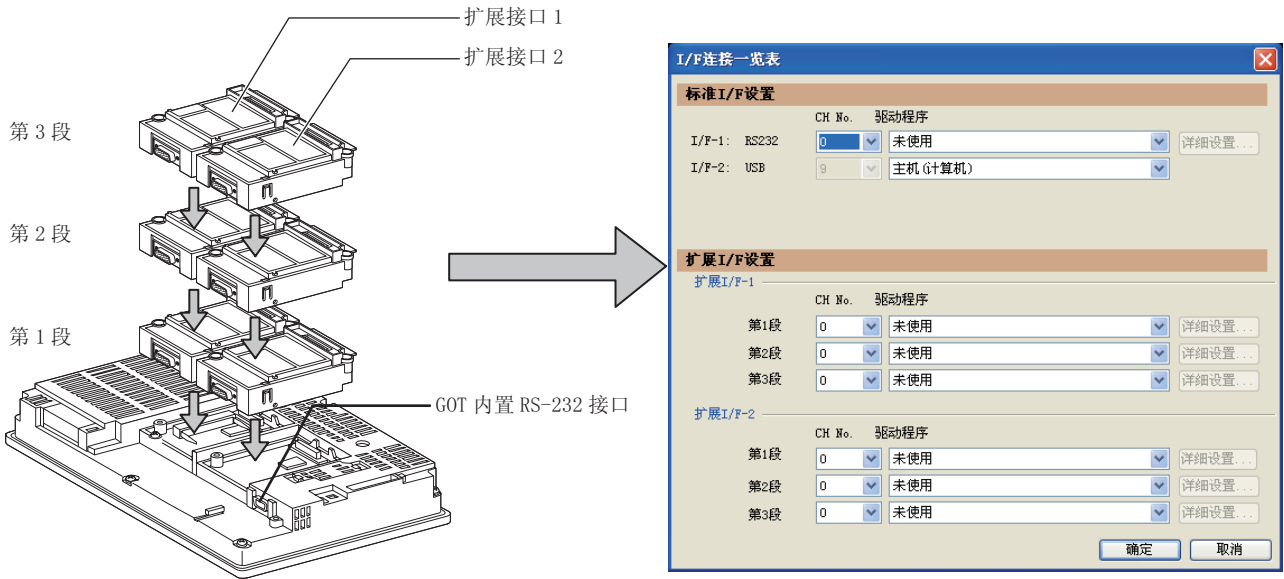 扩展接口 1
扩展接口 2
第 3 段
第 2 段
第 1 段
GOT 内置 RS-232 接口
I/F连接一览表
标准I/F设置
CH No. 驱动程序
I/F-1: RS232 0 未使用 详细设置...
I/F-2: USB 9 主机(计算机)
扩展I/F设置
扩展I/F-1
CH No. 驱动程序
第1段 0 未使用 详细设置...
第2段 0 未使用 详细设置...
第3段 0 未使用 详细设置...
扩展I/F-2
CH No. 驱动程序
第1段 0 未使用 详细设置...
第2段 0 未使用 详细设置...
第3段 0 未使用 详细设置...
确定 取消